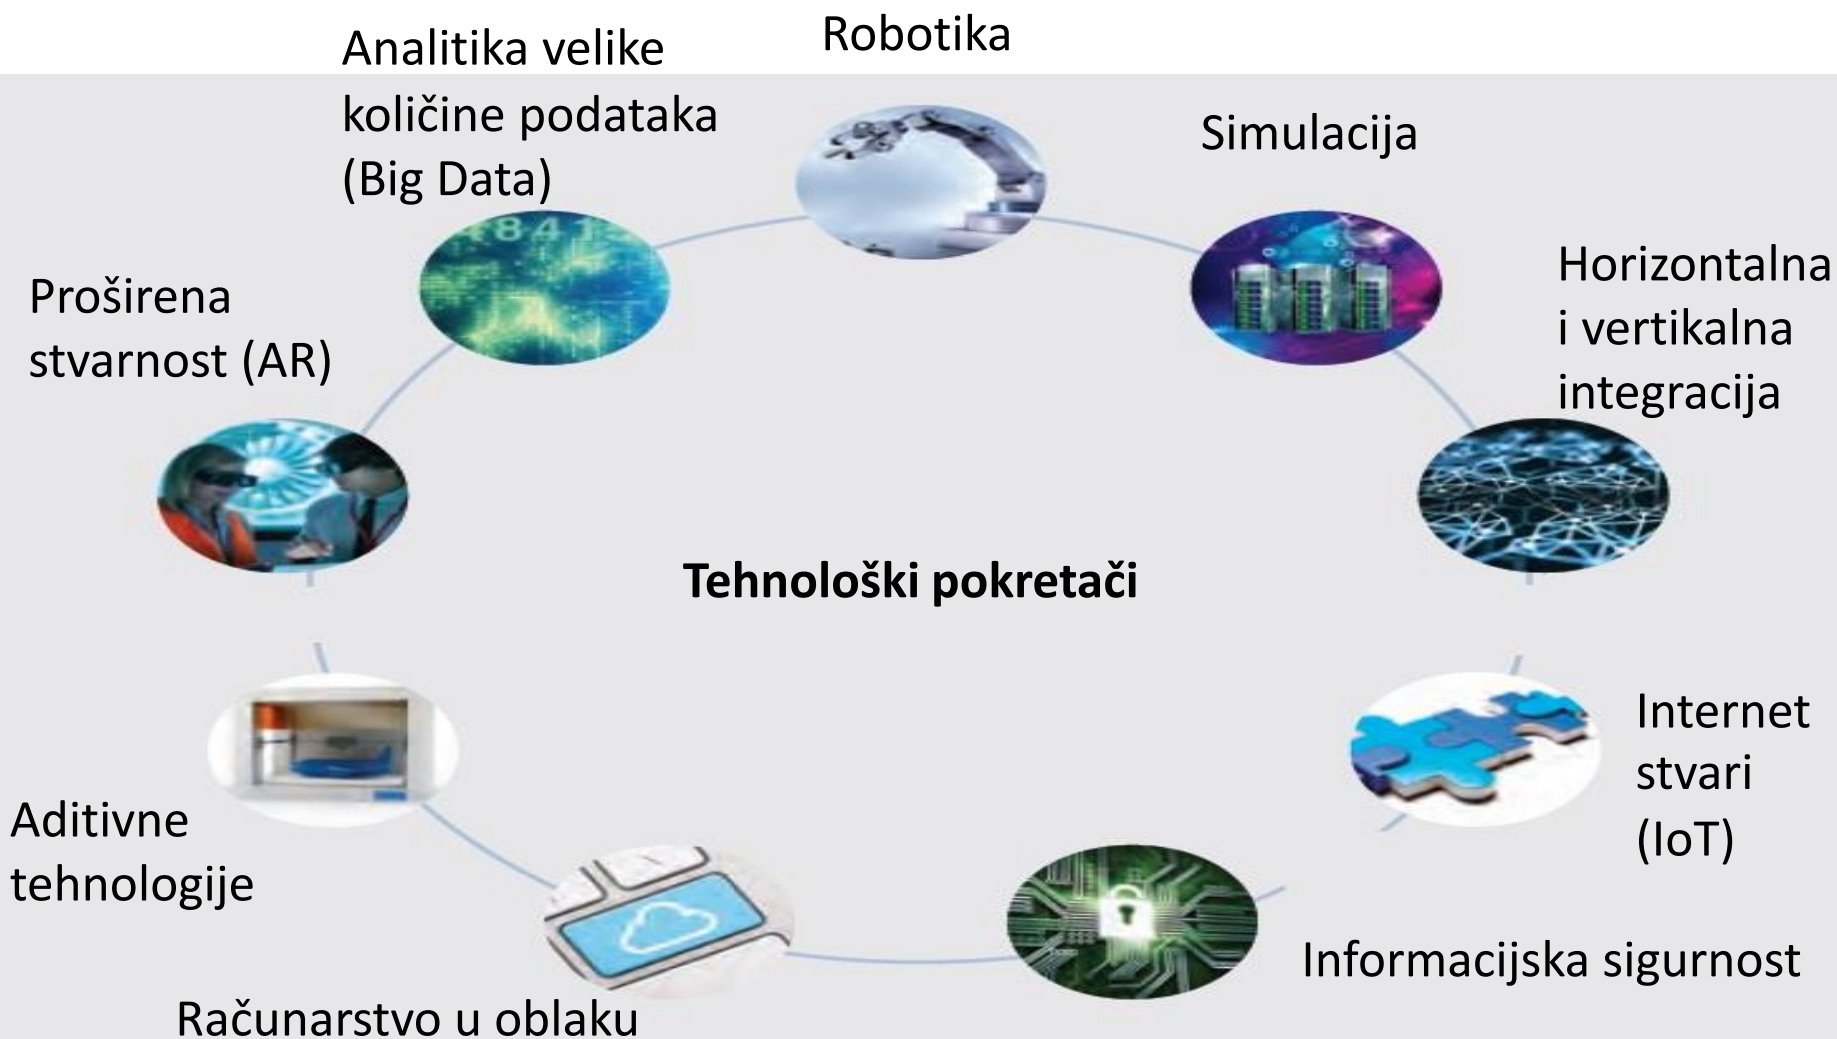 Robotika
Analitika velike
količine podataka
(Big Data)
Simulacija
Horizontalna
i vertikalna
integracija
Proširena
stvarnost (AR)
841
Tehnološki pokretači
Internet
stvari
(IoT)
Aditivne
tehnologije
Informacijska sigurnost
Računarstvo u oblaku